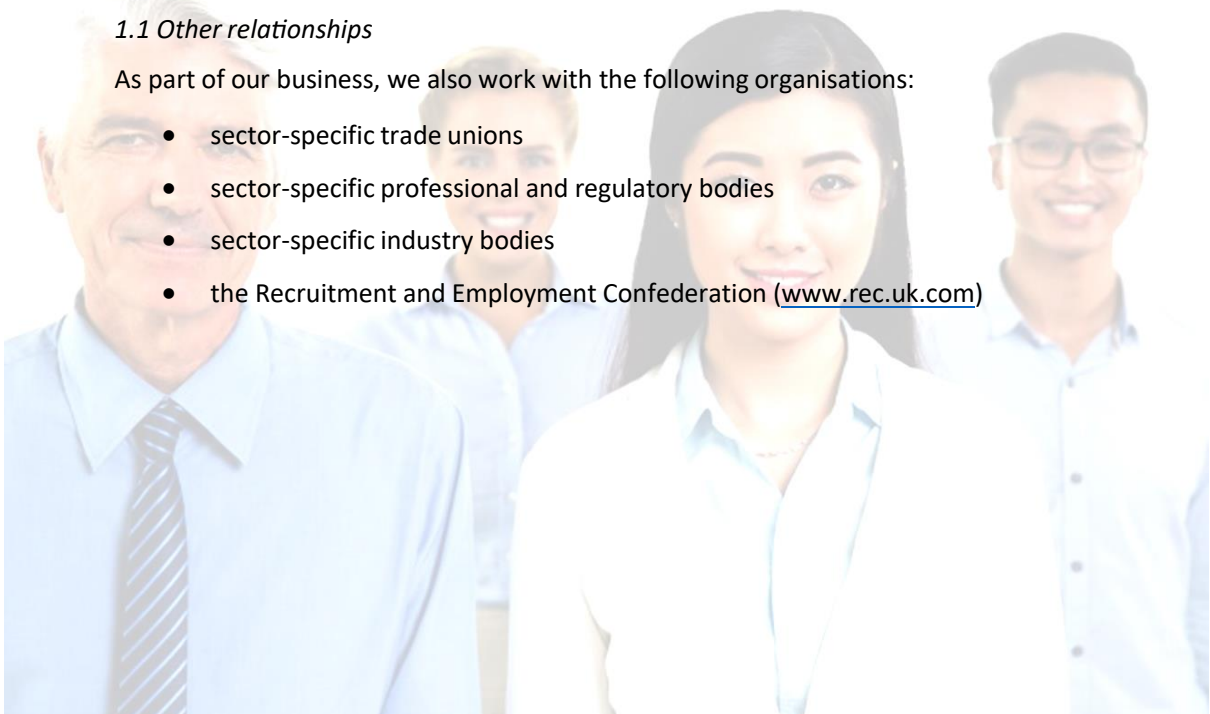 1.1 Other relationships
As part of our business, we also work with the following organisations:
• sector-specific trade unions
• sector-specific professional and regulatory bodies
• sector-specific industry bodies
• the Recruitment and Employment Confederation (www.rec.uk.com)